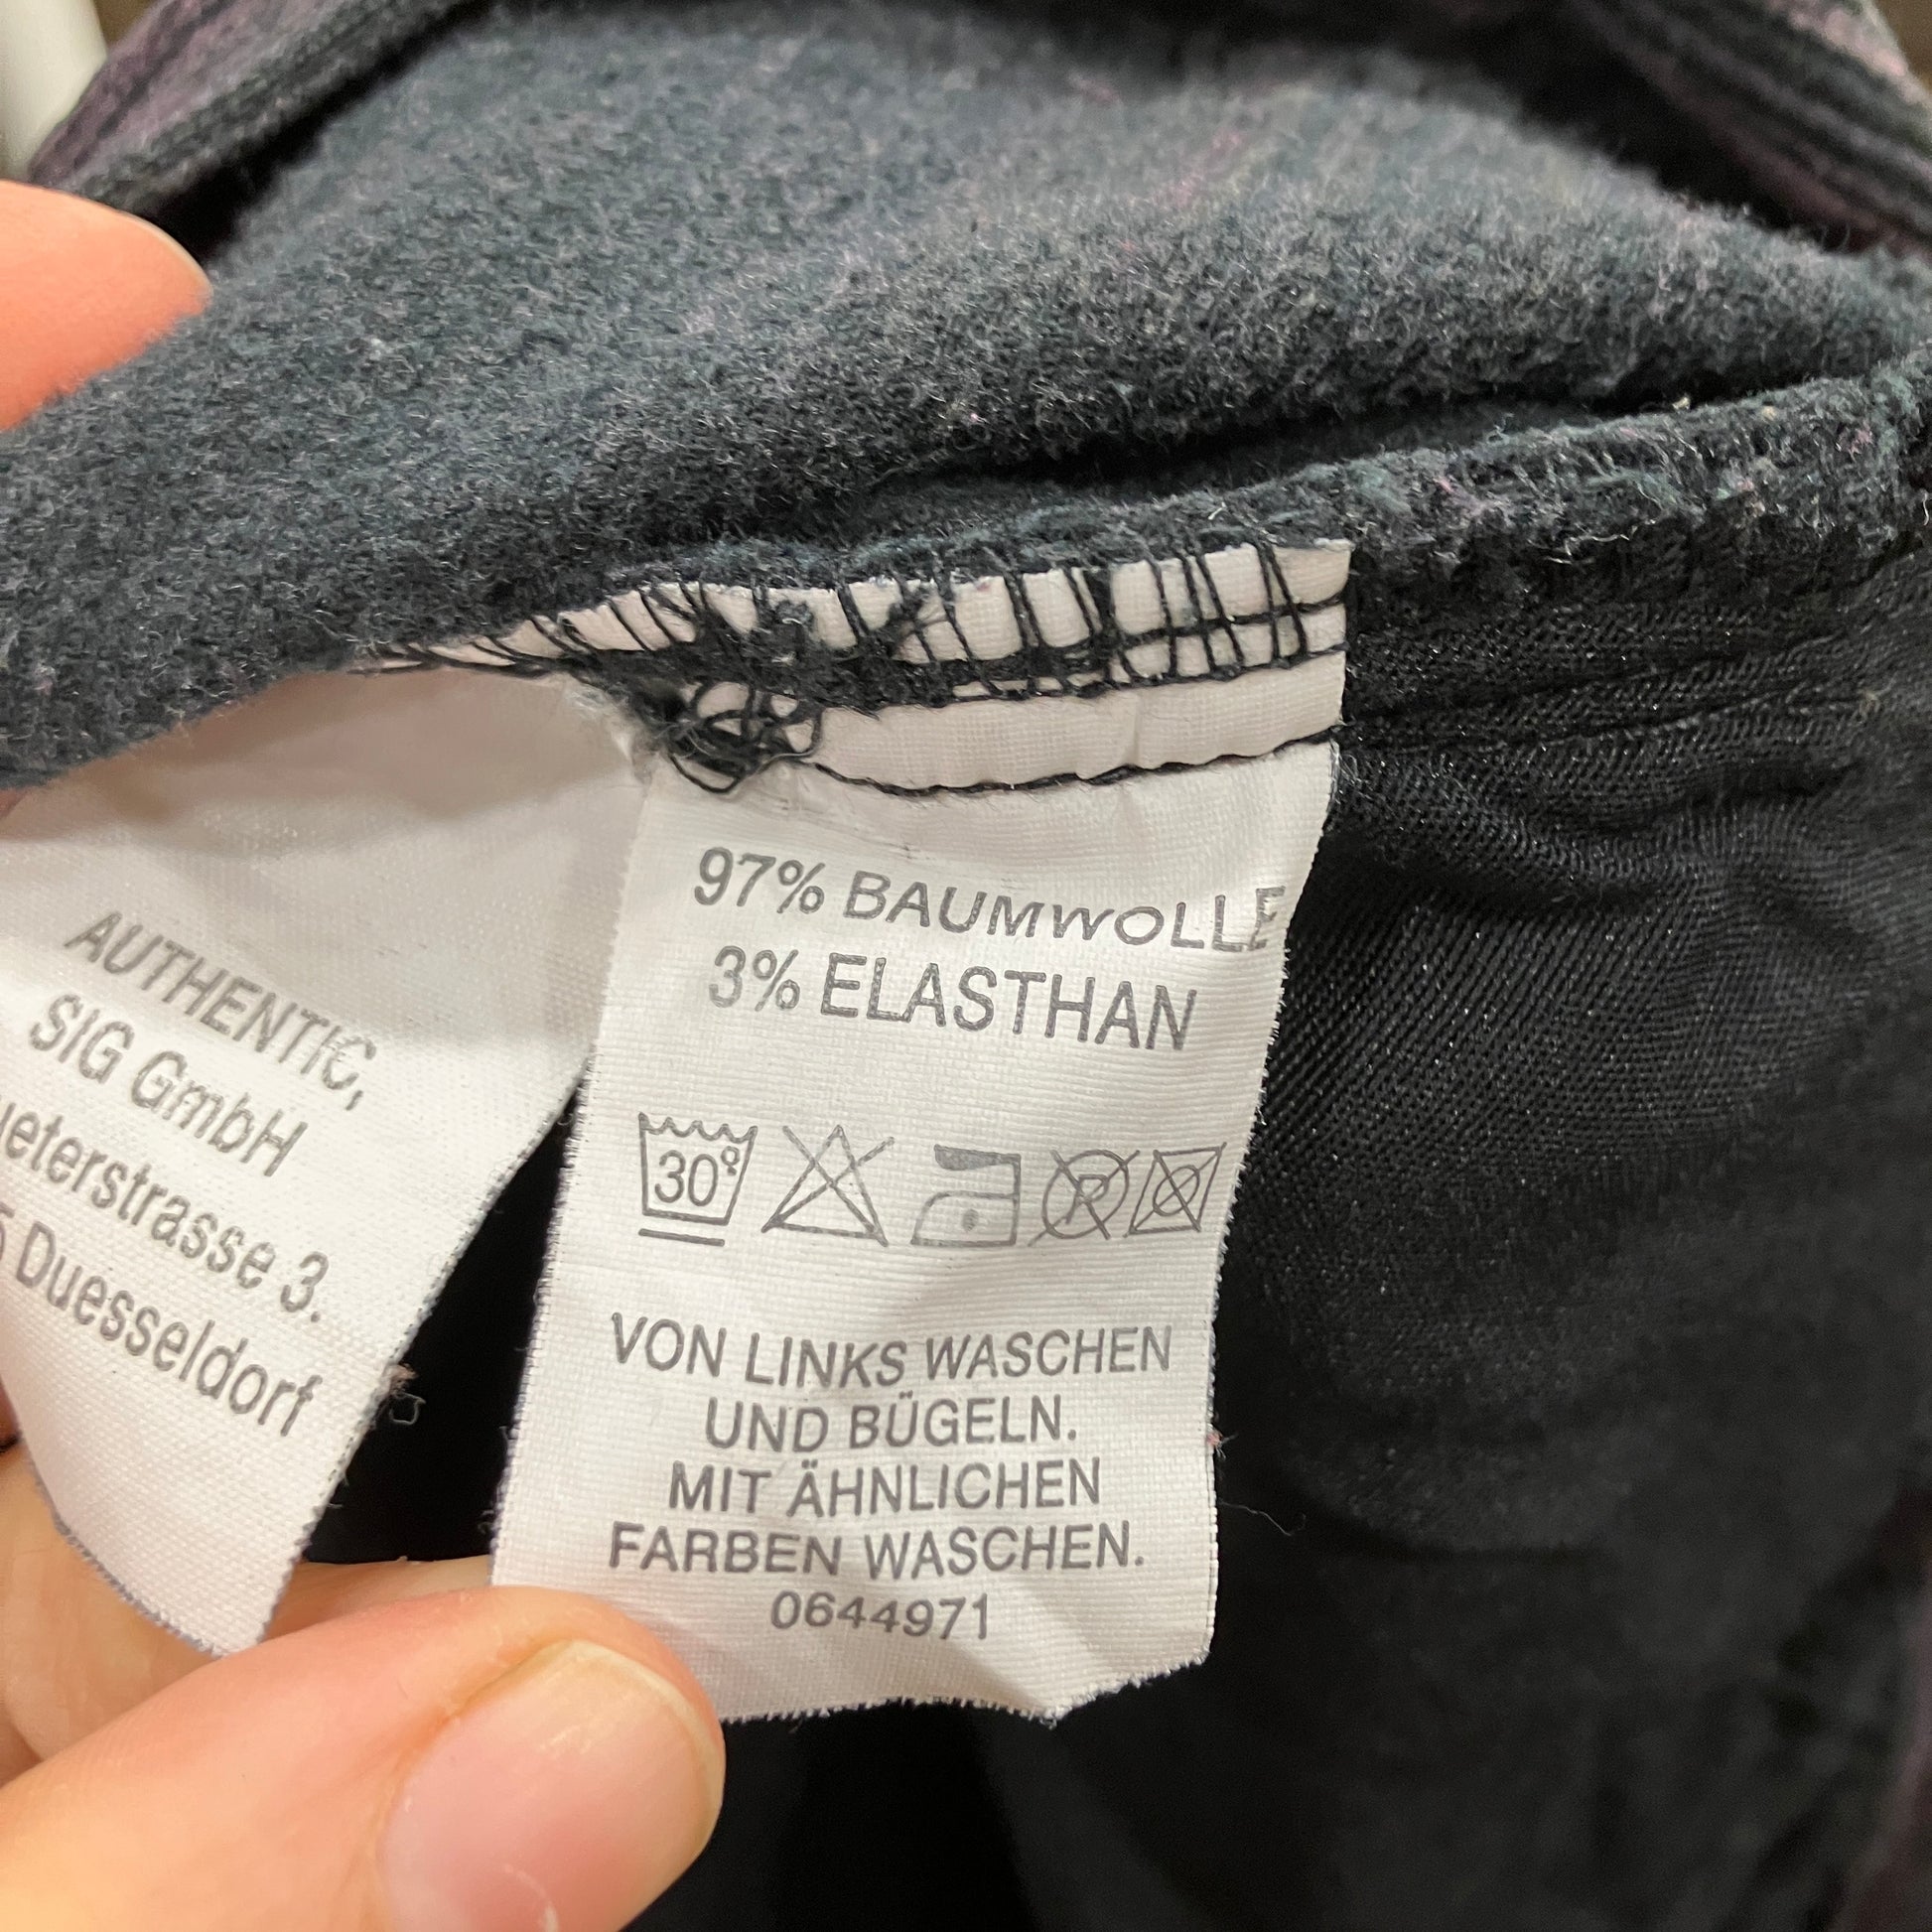 AUTHENTIC,
SIG GmbH
3.
Duesseldorf
97% BAUMWOLLE
3% ELASTHAN
30°
P
VON LINKS WASCHEN
UND BÜGELN.
MIT ÄHNLICHEN
FARBEN WASCHEN.
0644971